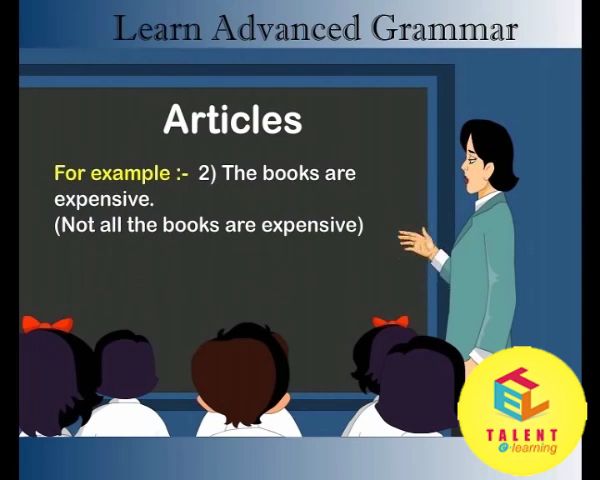 Learn Advanced Grammar
Articles
For example :- 2) The books are
expensive.
(Not all the books are expensive)
TEL
TALENT
e-learning